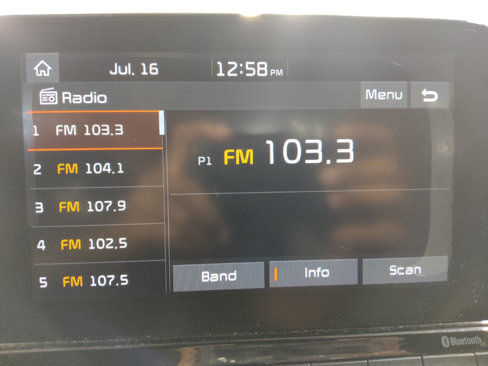 Jul. 16 12:58 PM
Radio Menu
1 FM 103.3
2 FM 104.1
3 FM 107.9
4 FM 102.5
5 FM 107.5
P1 FM 103.3
Band Info Scan
Bluetooth